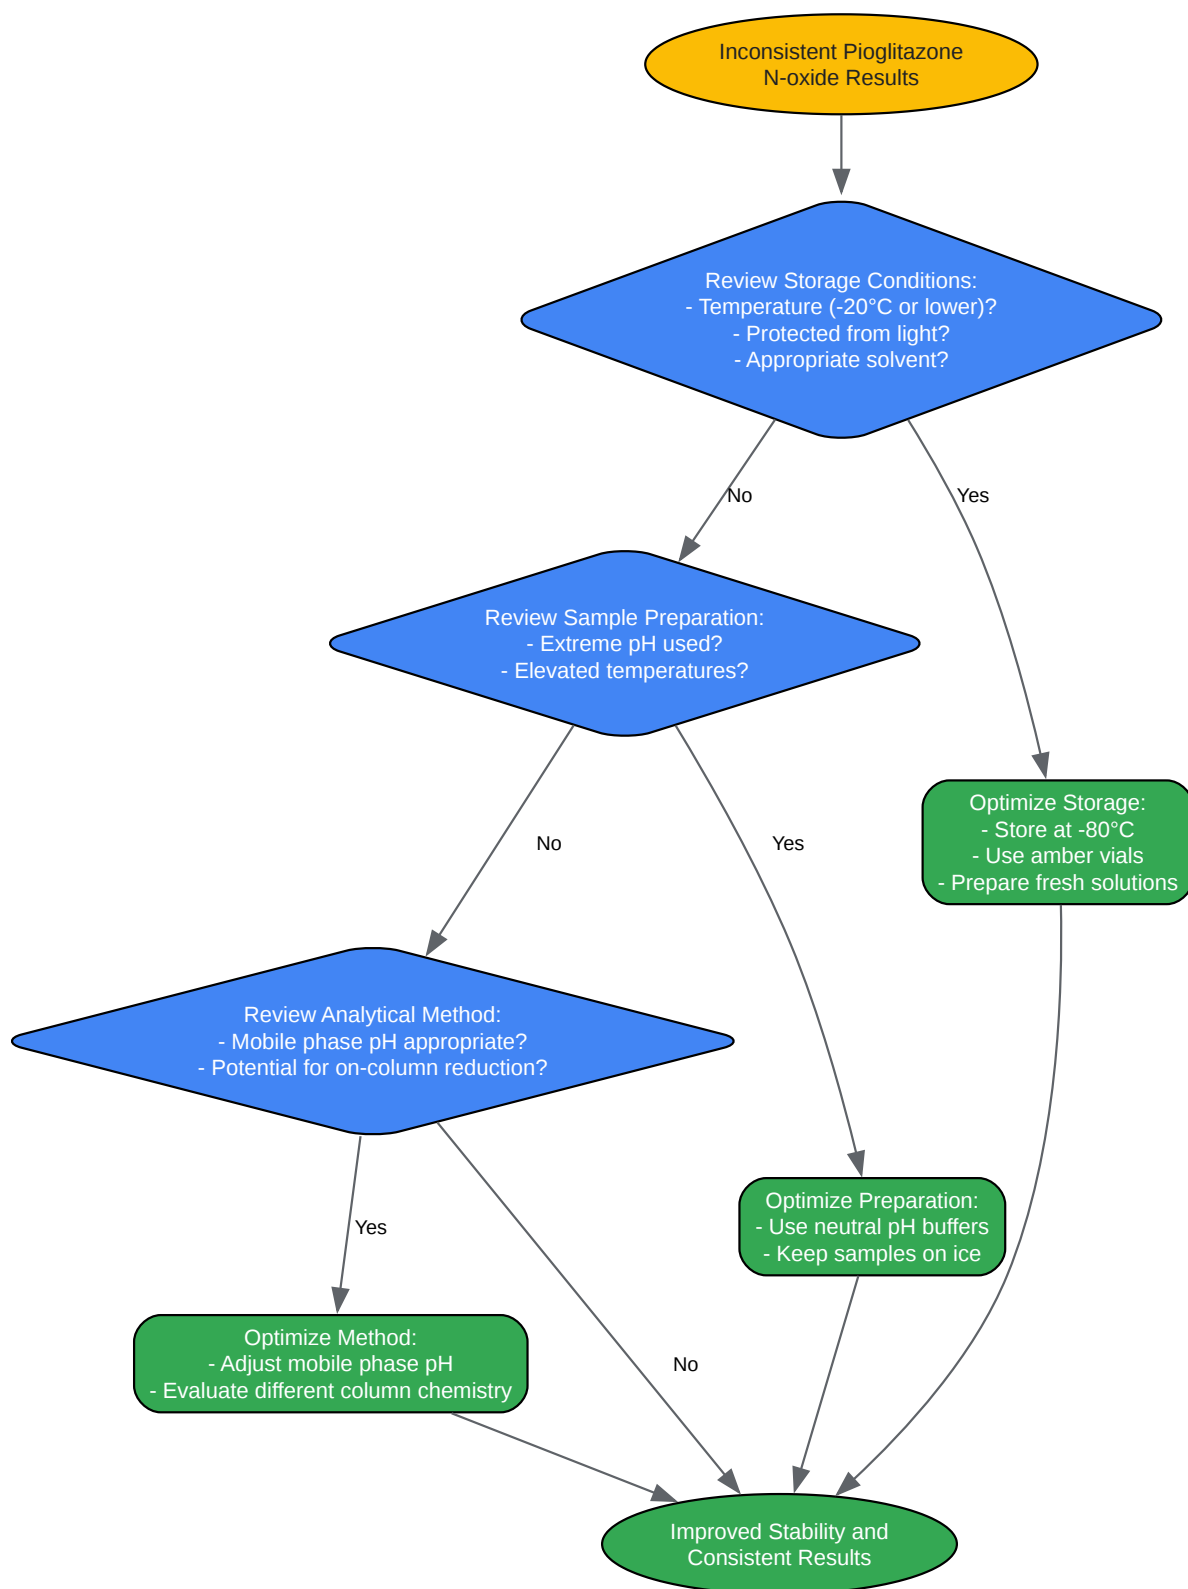 Inconsistent Pioglitazone
N-oxide Results
Review Storage Conditions:
- Temperature (-20°C or lower)?
- Protected from light?
- Appropriate solvent?
No
Yes
Review Sample Preparation:
- Extreme pH used?
- Elevated temperatures?
Optimize Storage:
- Store at -80°C
- Use amber vials
- Prepare fresh solutions
No
Yes
Review Analytical Method:
- Mobile phase pH appropriate?
- Potential for on-column reduction?
Optimize Preparation:
- Use neutral pH buffers
- Keep samples on ice
Yes
Optimize Method:
- Adjust mobile phase pH
- Evaluate different column chemistry
No
Improved Stability and
Consistent Results